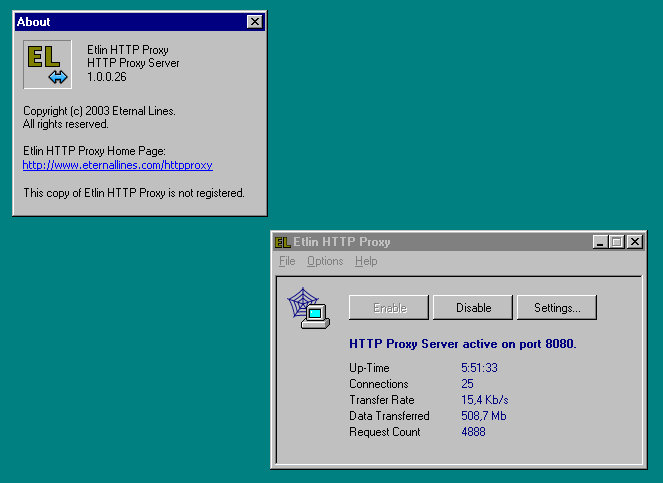 About
EL
Etlin HTTP Proxy
HTTP Proxy Server
1.0.0.26
Copyright (c) 2003 Eternal Lines.
All rights reserved.
Etlin HTTP Proxy Home Page:
http://www.eternallines.com/httpproxy
This copy of Etlin HTTP Proxy is not registered.
EL Etlin HTTP Proxy
File Options Help
Enable Disable Settings...
HTTP Proxy Server active on port 8080.
Up-Time 5:51:33
Connections 25
Transfer Rate 15,4 Kb/s
Data Transferred 508,7 Mb
Request Count 4888